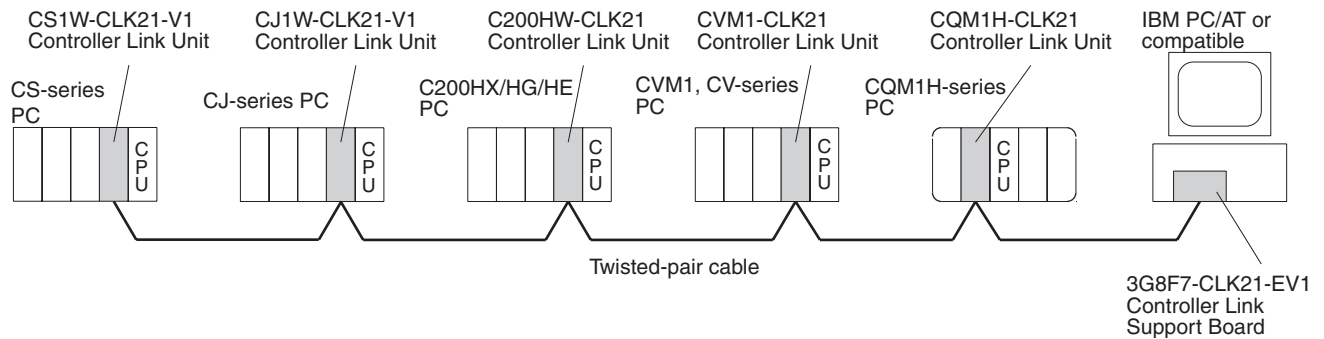 CS1W-CLK21-V1
Controller Link Unit
CJ1W-CLK21-V1
Controller Link Unit
C200HW-CLK21
Controller Link Unit
CVM1-CLK21
Controller Link Unit
CQM1H-CLK21
Controller Link Unit
IBM PC/AT or
compatible
CS-series
PC
CJ-series PC
C200HX/HG/HE
PC
CVM1, CV-series
PC
CQM1H-series
PC
CPU
CPU
CPU
CPU
CPU
Twisted-pair cable
3G8F7-CLK21-EV1
Controller Link
Support Board